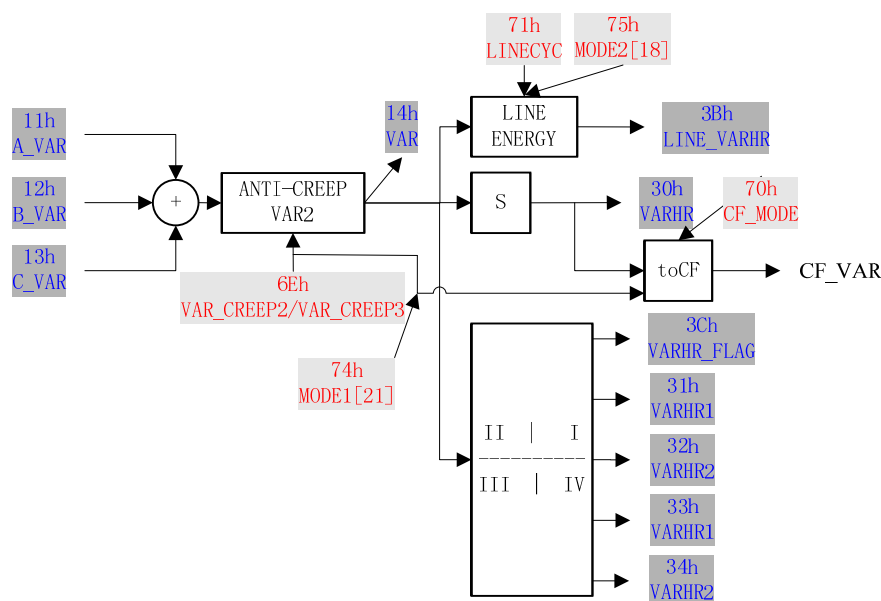 71h
LINECYC
75h
MODE2[18]
11h
A_VAR
14h
VAR
LINE
ENERGY
3Bh
LINE_VARHR
12h
B_VAR
+
ANTI-CREEP
VAR2
S
30h
VARHR
70h
CF_MODE
13h
C_VAR
toCF
CF_VAR
6Eh
VAR_CREEP2/VAR_CREEP3
74h
MODE1[21]
3Ch
VARHR_FLAG
31h
VARHR1
II | I
----------
III | IV
32h
VARHR2
33h
VARHR1
34h
VARHR2